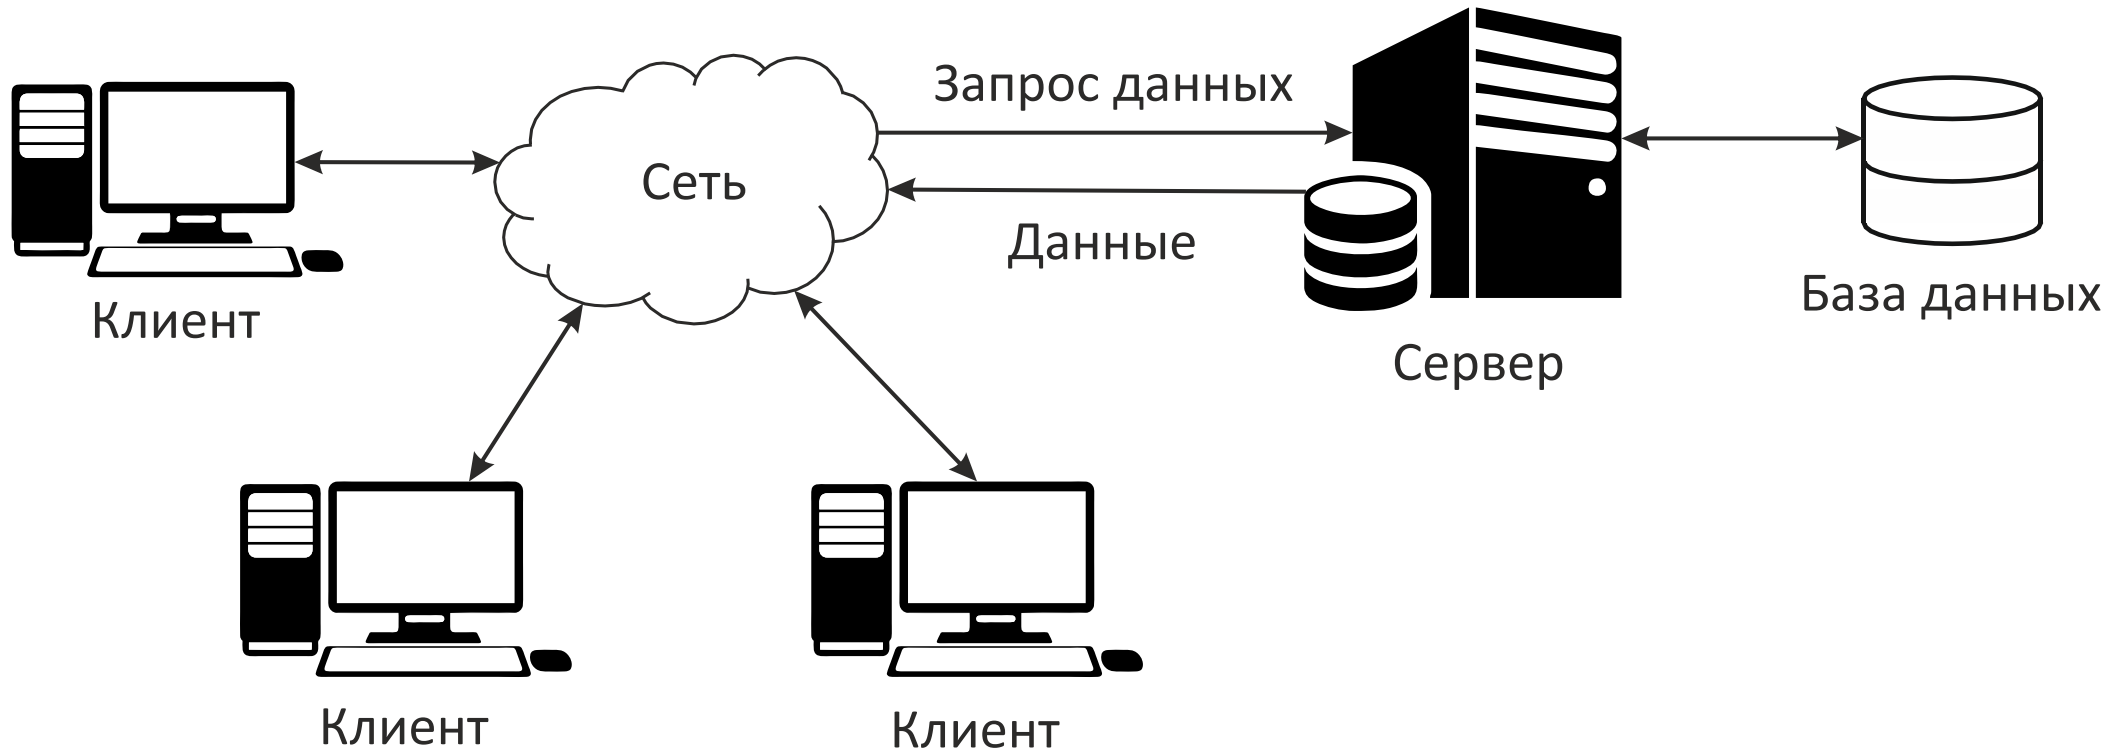 Запрос данных
Сеть
Данные
База данных
Клиент
Сервер
Клиент
Клиент